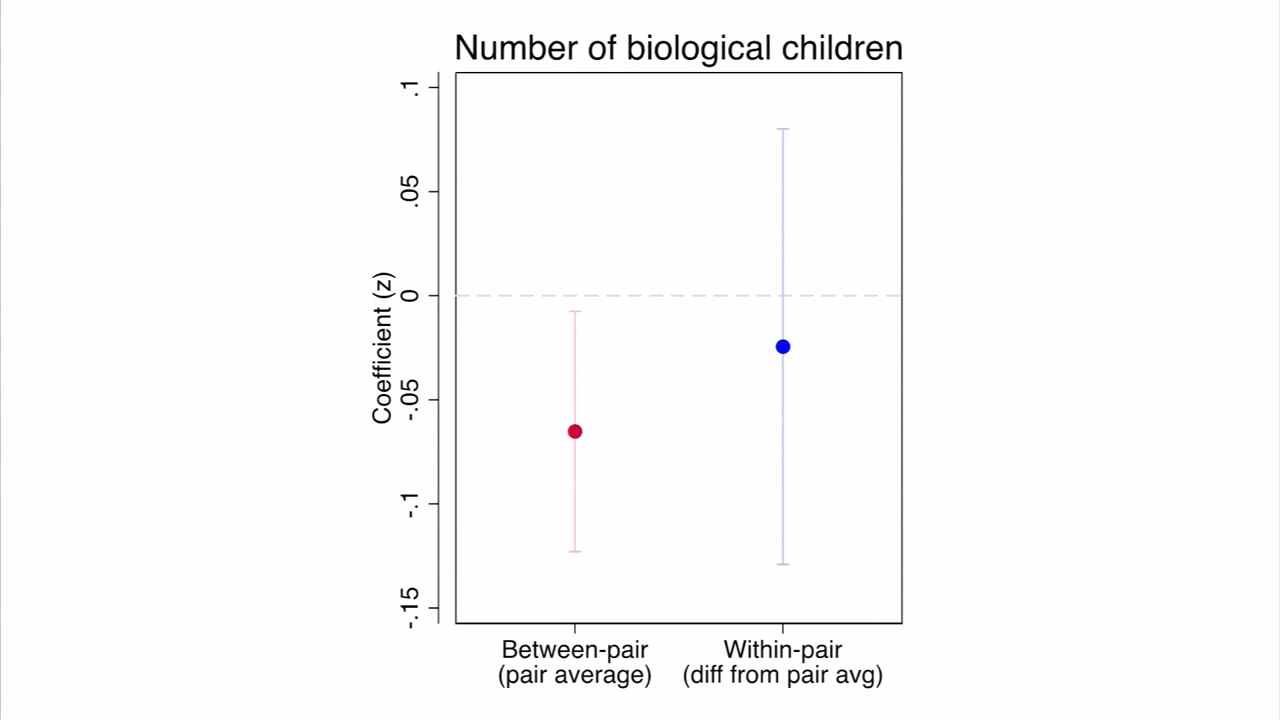 Number of biological children
.1
.05
0
-.05
-.1
-.15
Coefficient (z)
Between-pair
(pair average)
Within-pair
(diff from pair avg)